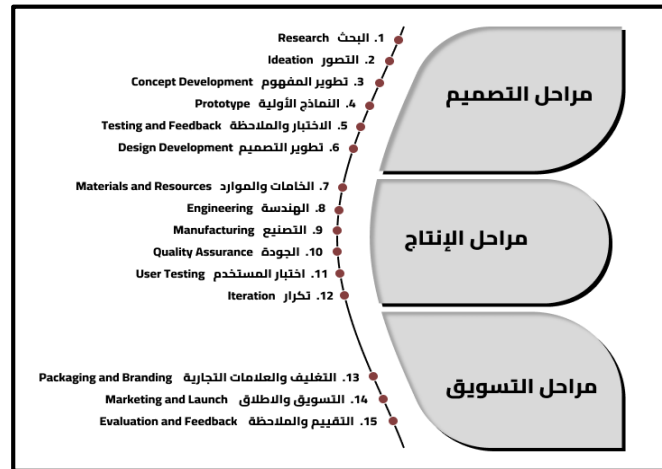 مراحل التصميم
1. البحث Research
2. التصور Ideation
3. تطوير المفهوم Concept Development
4. النماذج الأولية Prototype
5. الاختبار والملاحظة Testing and Feedback
6. تطوير التصميم Design Development
مراحل الإنتاج
7. الخامات والموارد Materials and Resources
8. الهندسة Engineering
9. التصنيع Manufacturing
10. الجودة Quality Assurance
11. اختبار المستخدم User Testing
12. تكرار Iteration
مراحل التسويق
13. التغليف والعلامات التجارية Packaging and Branding
14. التسويق والاطلاق Marketing and Launch
15. التقييم والملاحظة Evaluation and Feedback